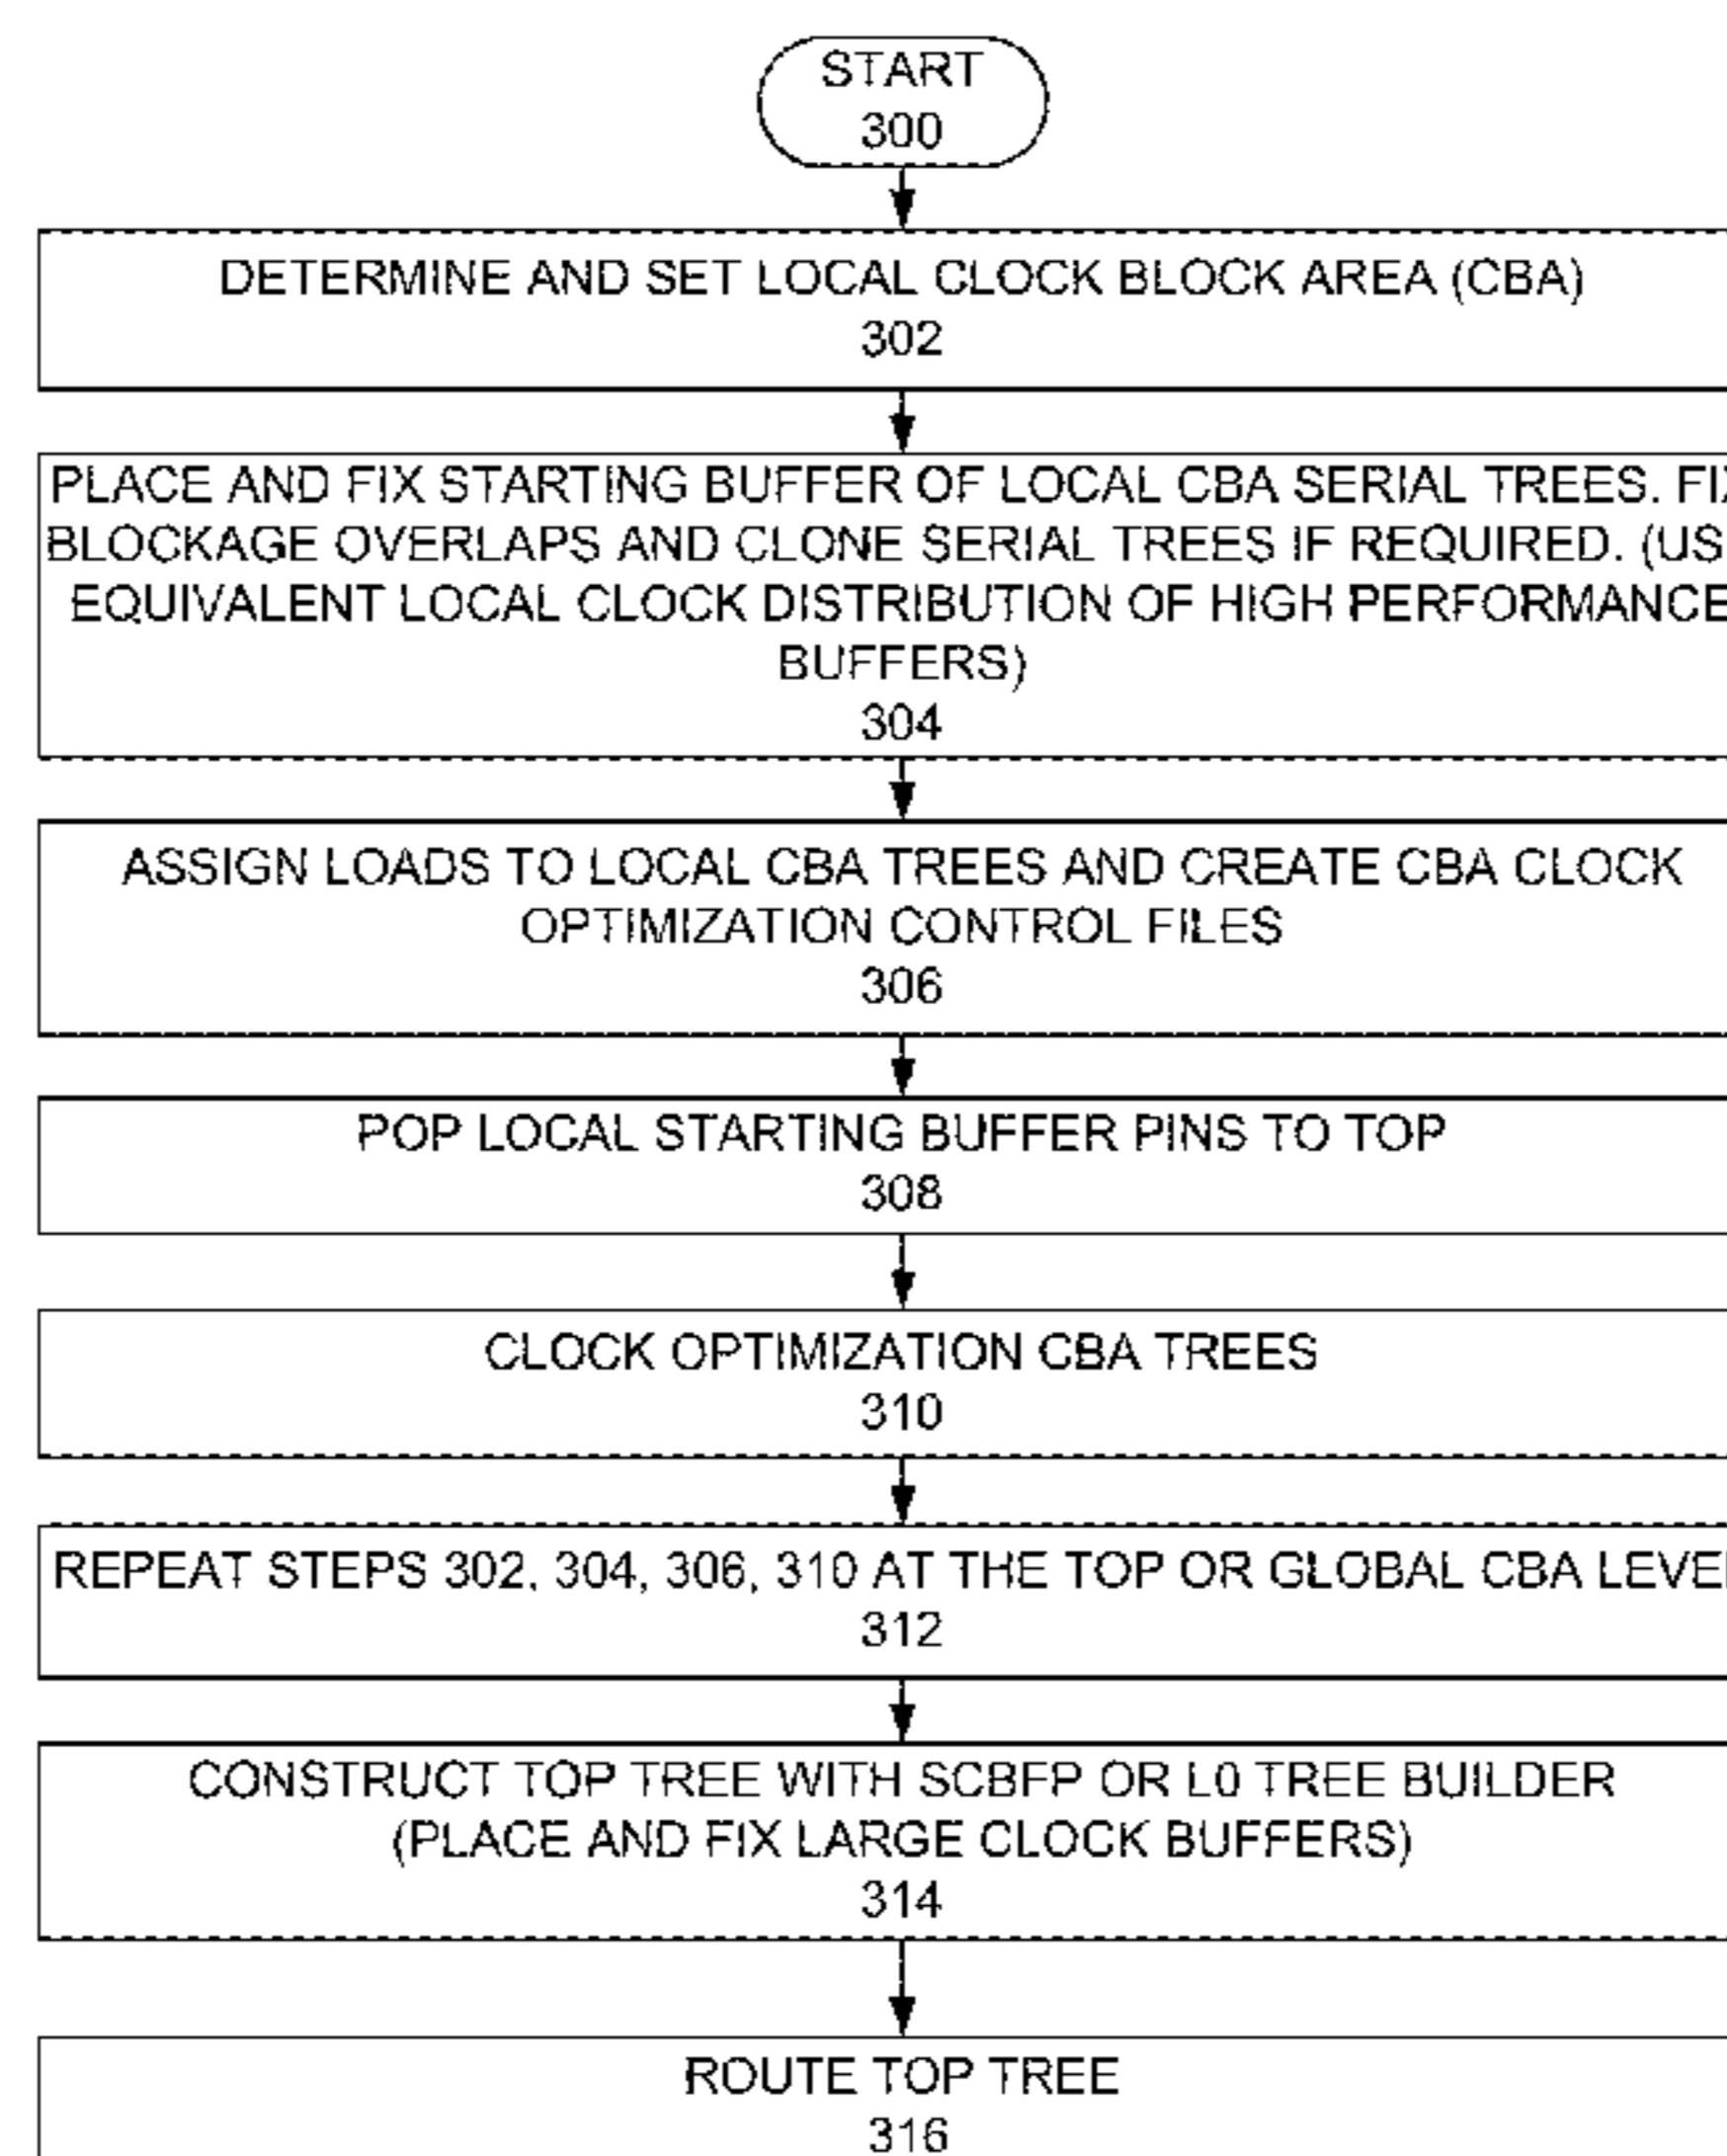 START
300
DETERMINE AND SET LOCAL CLOCK BLOCK AREA (CBA)
302
PLACE AND FIX STARTING BUFFER OF LOCAL CBA SERIAL TREES. FIX
BLOCKAGE OVERLAPS AND CLONE SERIAL TREES IF REQUIRED. (US
EQUIVALENT LOCAL CLOCK DISTRIBUTION OF HIGH PERFORMANCE
BUFFERS)
304
ASSIGN LOADS TO LOCAL CBA TREES AND CREATE CBA CLOCK
OPTIMIZATION CONTROL FILES
306
POP LOCAL STARTING BUFFER PINS TO TOP
308
CLOCK OPTIMIZATION CBA TREES
310
REPEAT STEPS 302, 304, 306, 310 AT THE TOP OR GLOBAL CBA LEVE
312
CONSTRUCT TOP TREE WITH SCBFP OR L0 TREE BUILDER
(PLACE AND FIX LARGE CLOCK BUFFERS)
314
ROUTE TOP TREE
316